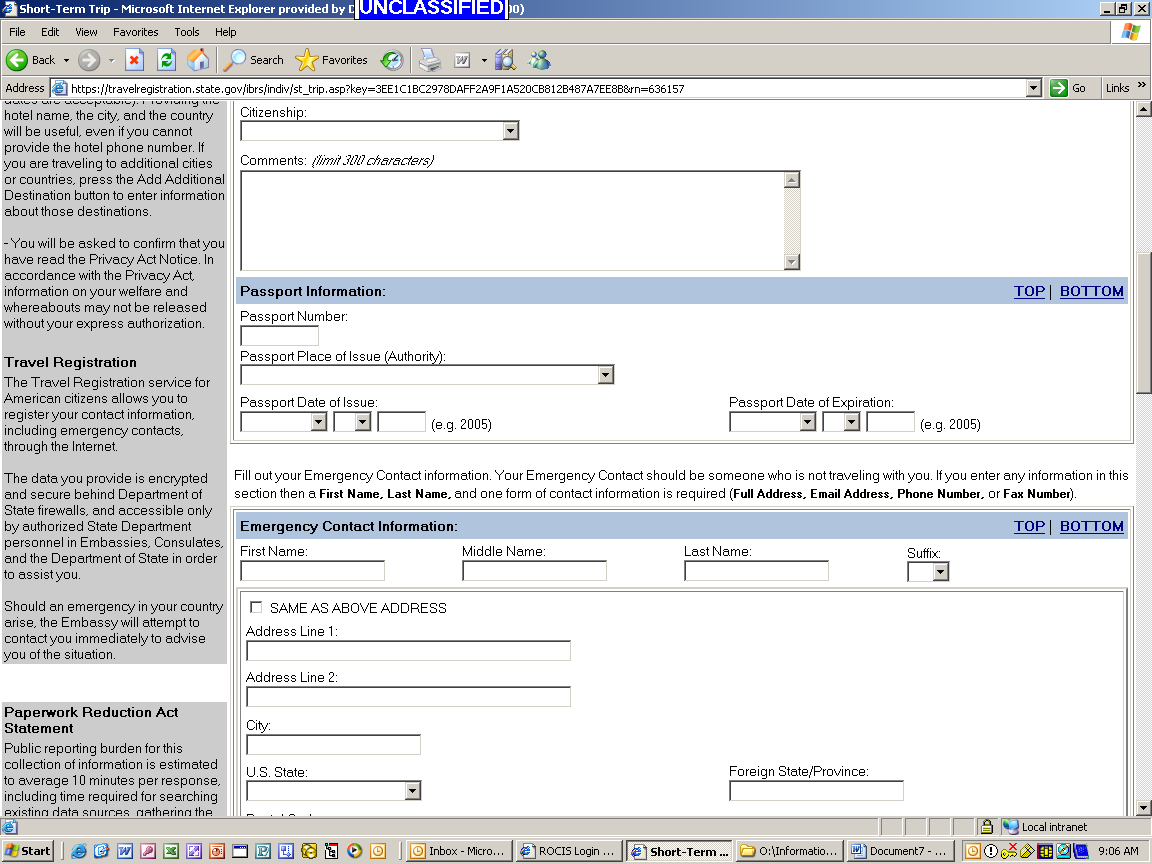 Short-Term Trip - Microsoft Internet Explorer provided by D UNCLASSIFIED 00)
File Edit View Favorites Tools Help
Back Search Favorites
Address https://travelregistration.state.gov/ibrs/indiv/st_trip.asp?key=3EE1C1BC2978DAFF2A9F1A520CB812B487A7EE8B&rn=636157 Go Links »
dates are acceptable). Providing the
hotel name, the city, and the country
will be useful, even if you cannot
provide the hotel phone number. If
you are traveling to additional cities
or countries, press the Add Additional
Destination button to enter information
about those destinations.
- You will be asked to confirm that you
have read the Privacy Act Notice. In
accordance with the Privacy Act,
information on your welfare and
whereabouts may not be released
without your express authorization.
Travel Registration
The Travel Registration service for
American citizens allows you to
register your contact information,
including emergency contacts,
through the Internet.
The data you provide is encrypted
and secure behind Department of
State firewalls, and accessible only
by authorized State Department
personnel in Embassies, Consulates,
and the Department of State in order
to assist you.
Should an emergency in your country
arise, the Embassy will attempt to
contact you immediately to advise
you of the situation.
Paperwork Reduction Act
Statement
Public reporting burden for this
collection of information is estimated
to average 10 minutes per response,
including time required for searching
existing data sources, gathering the
Citizenship:
Comments: (limit 300 characters)
Passport Information: TOP | BOTTOM
Passport Number:
Passport Place of Issue (Authority):
Passport Date of Issue: Passport Date of Expiration:
(e.g. 2005) (e.g. 2005)
Fill out your Emergency Contact information. Your Emergency Contact should be someone who is not traveling with you. If you enter any information in this
section then a First Name, Last Name, and one form of contact information is required (Full Address, Email Address, Phone Number, or Fax Number).
Emergency Contact Information: TOP | BOTTOM
First Name: Middle Name: Last Name: Suffix:
SAME AS ABOVE ADDRESS
Address Line 1:
Address Line 2:
City:
U.S. State: Foreign State/Province:
Local intranet
Start Inbox - Micro... ROCIS Login ... Short-Term ... O:\Informatio... Document7 - ... 9:06 AM